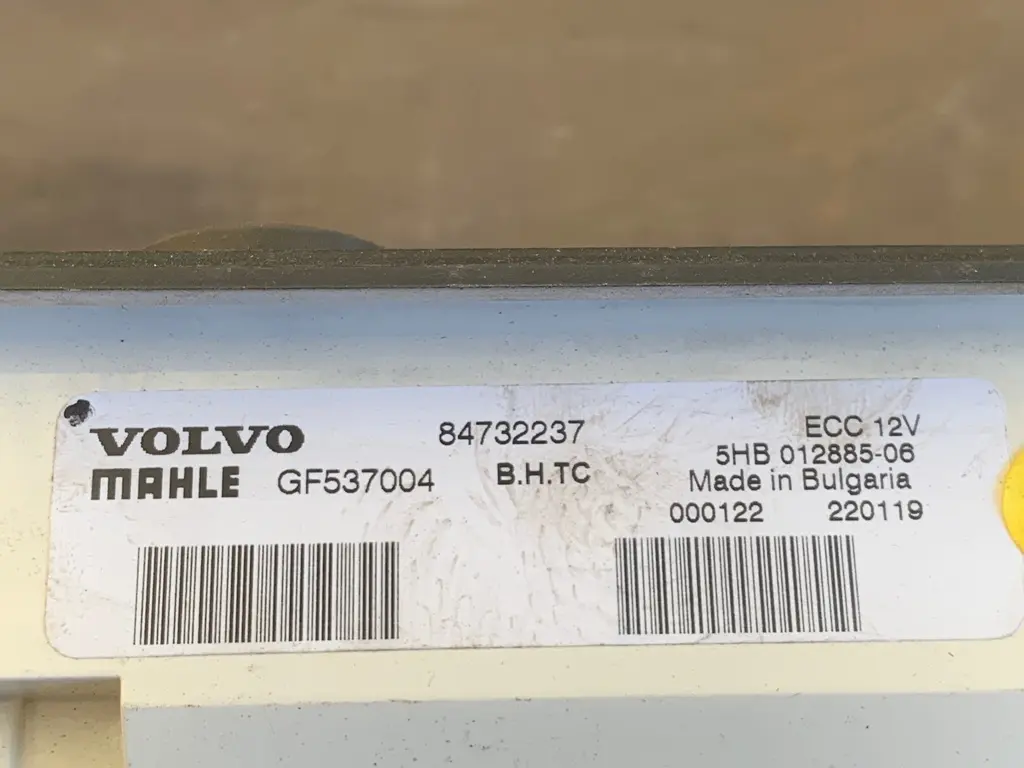 VOLVO 84732237 ECC 12V
MAHLE GF537004 B.H.TC 5HB 012885-06
Made in Bulgaria
000122 220119